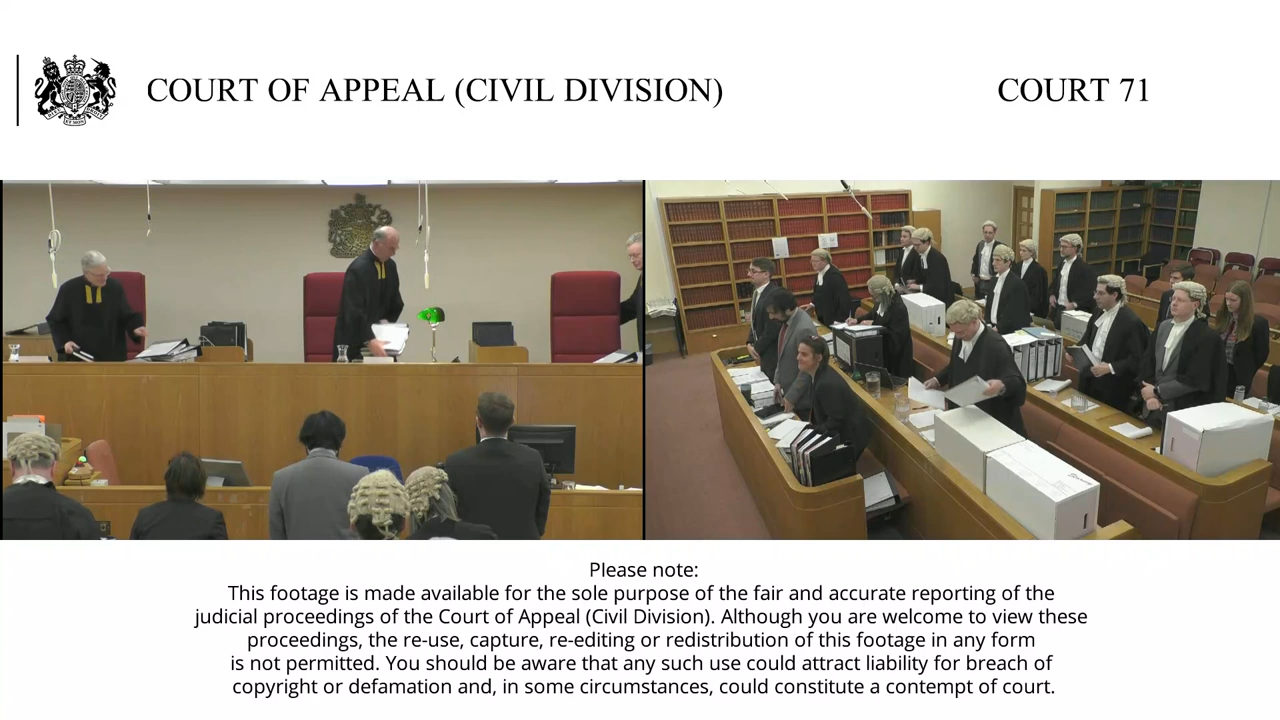 COURT OF APPEAL (CIVIL DIVISION)
COURT 71
Please note:
This footage is made available for the sole purpose of the fair and accurate reporting of the
judicial proceedings of the Court of Appeal (Civil Division). Although you are welcome to view these
proceedings, the re-use, capture, re-editing or redistribution of this footage in any form
is not permitted. You should be aware that any such use could attract liability for breach of
copyright or defamation and, in some circumstances, could constitute a contempt of court.